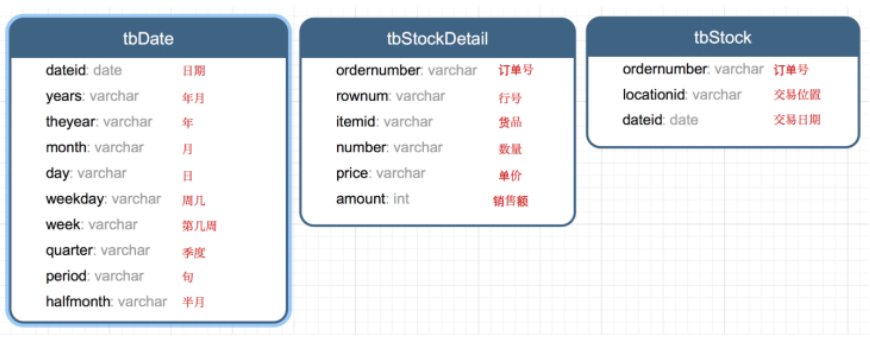 tbDate
dateid: date 日期
years: varchar 年月
theyear: varchar 年
month: varchar 月
day: varchar 日
weekday: varchar 周几
week: varchar 第几周
quarter: varchar 季度
period: varchar 旬
halfmonth: varchar 半月
tbStockDetail
ordernumber: varchar 订单号
rownum: varchar 行号
itemid: varchar 货品
number: varchar 数量
price: varchar 单价
amount: int 销售额
tbStock
ordernumber: varchar 订单号
locationid: varchar 交易位置
dateid: date 交易日期